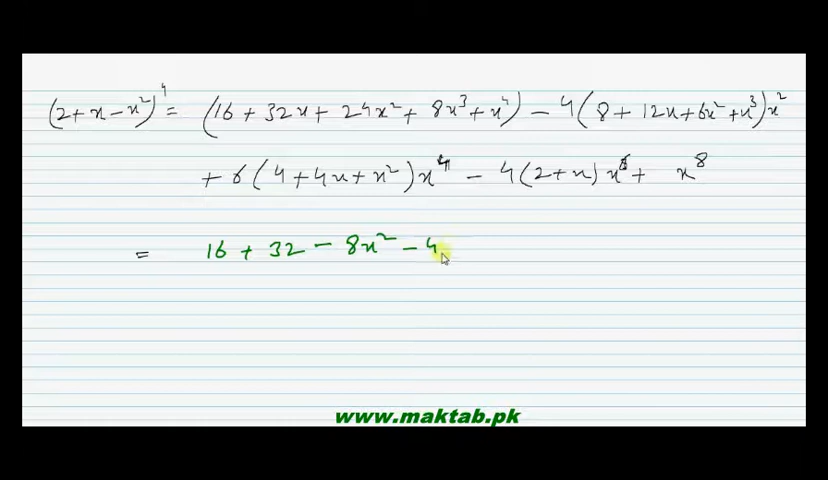 (2+x-x²)⁴ = (16+32x+24x²+8x³+x⁴) - 4(8+12x+6x²+x³)x²
+ 6(4+4x+x²)x⁴ - 4(2+x)x⁶ + x⁸
= 16 + 32 - 8x² - 4
www.maktab.pk